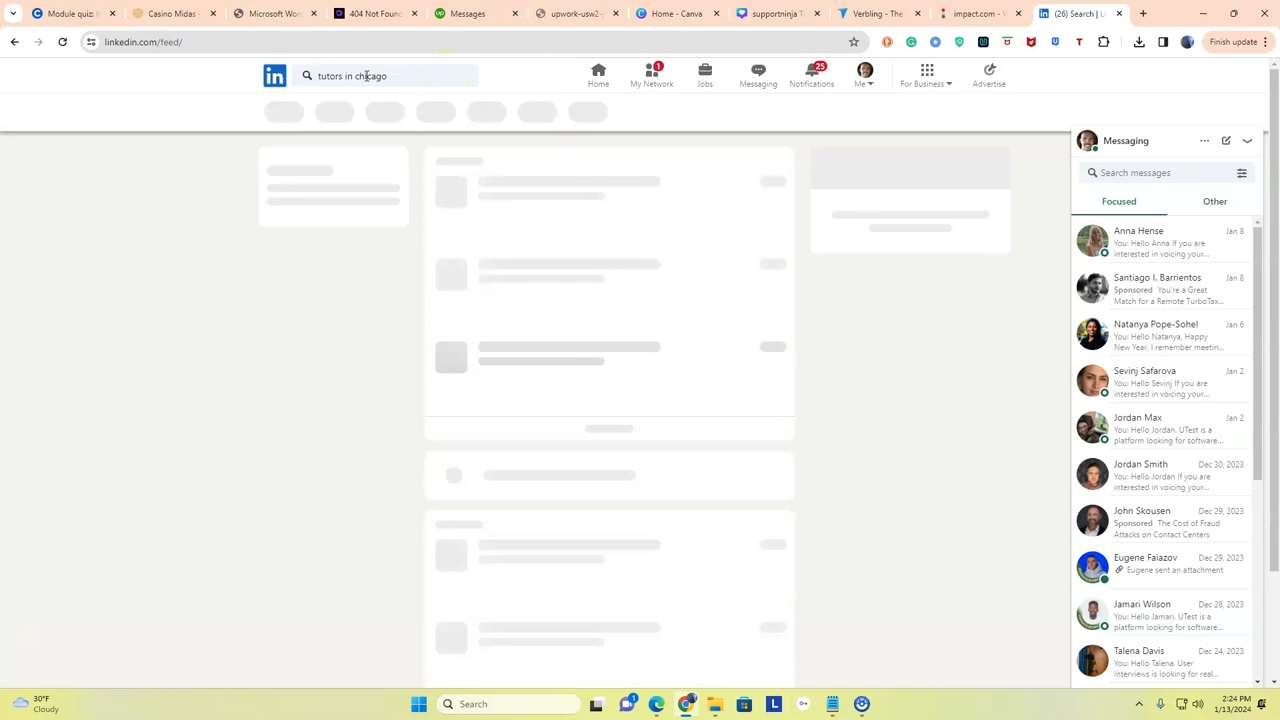 Module quiz: In
Casino Midas
Microsoft Wor
404 Not Found
Messages
upwork-usw2-
Home - Canva
supportninja Ti
Verbling - The
impact.com - V
(26) Search | Li
linkedin.com/feed/
Finish update
in
tutors in chicago
Home
1
My Network
Jobs
Messaging
25
Notifications
Me
For Business
Advertise
Messaging
Search messages
Focused
Other
Anna Hense Jan 8
You: Hello Anna If you are
interested in voicing your...
Santiago I. Barrientos Jan 8
Sponsored You're a Great
Match for a Remote TurboTax...
Natanya Pope-Sohel Jan 6
You: Hello Natanya, Happy
New Year. I remember meetin...
Sevinj Safarova Jan 2
You: Hello Sevinj If you are
interested in voicing your...
Jordan Max Jan 2
You: Hello Jordan. UTest is a
platform looking for software...
Jordan Smith Dec 30, 2023
You: Hello Jordan If you are
interested in voicing your...
John Skousen Dec 29, 2023
Sponsored The Cost of Fraud
Attacks on Contact Centers
Eugene Faiazov Dec 29, 2023
Eugene sent an attachment
Jamari Wilson Dec 28, 2023
You: Hello Jamari. UTest is a
platform looking for software...
Talena Davis Dec 24, 2023
You: Hello Talena. User
Interviews is looking for real...
30°F
Cloudy
Search
1
L
2:24 PM
1/13/2024